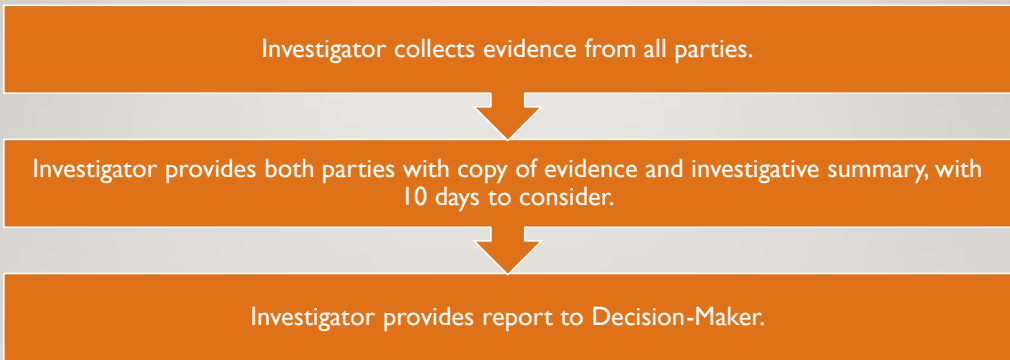 Investigator collects evidence from all parties.
Investigator provides both parties with copy of evidence and investigative summary, with
10 days to consider.
Investigator provides report to Decision-Maker.